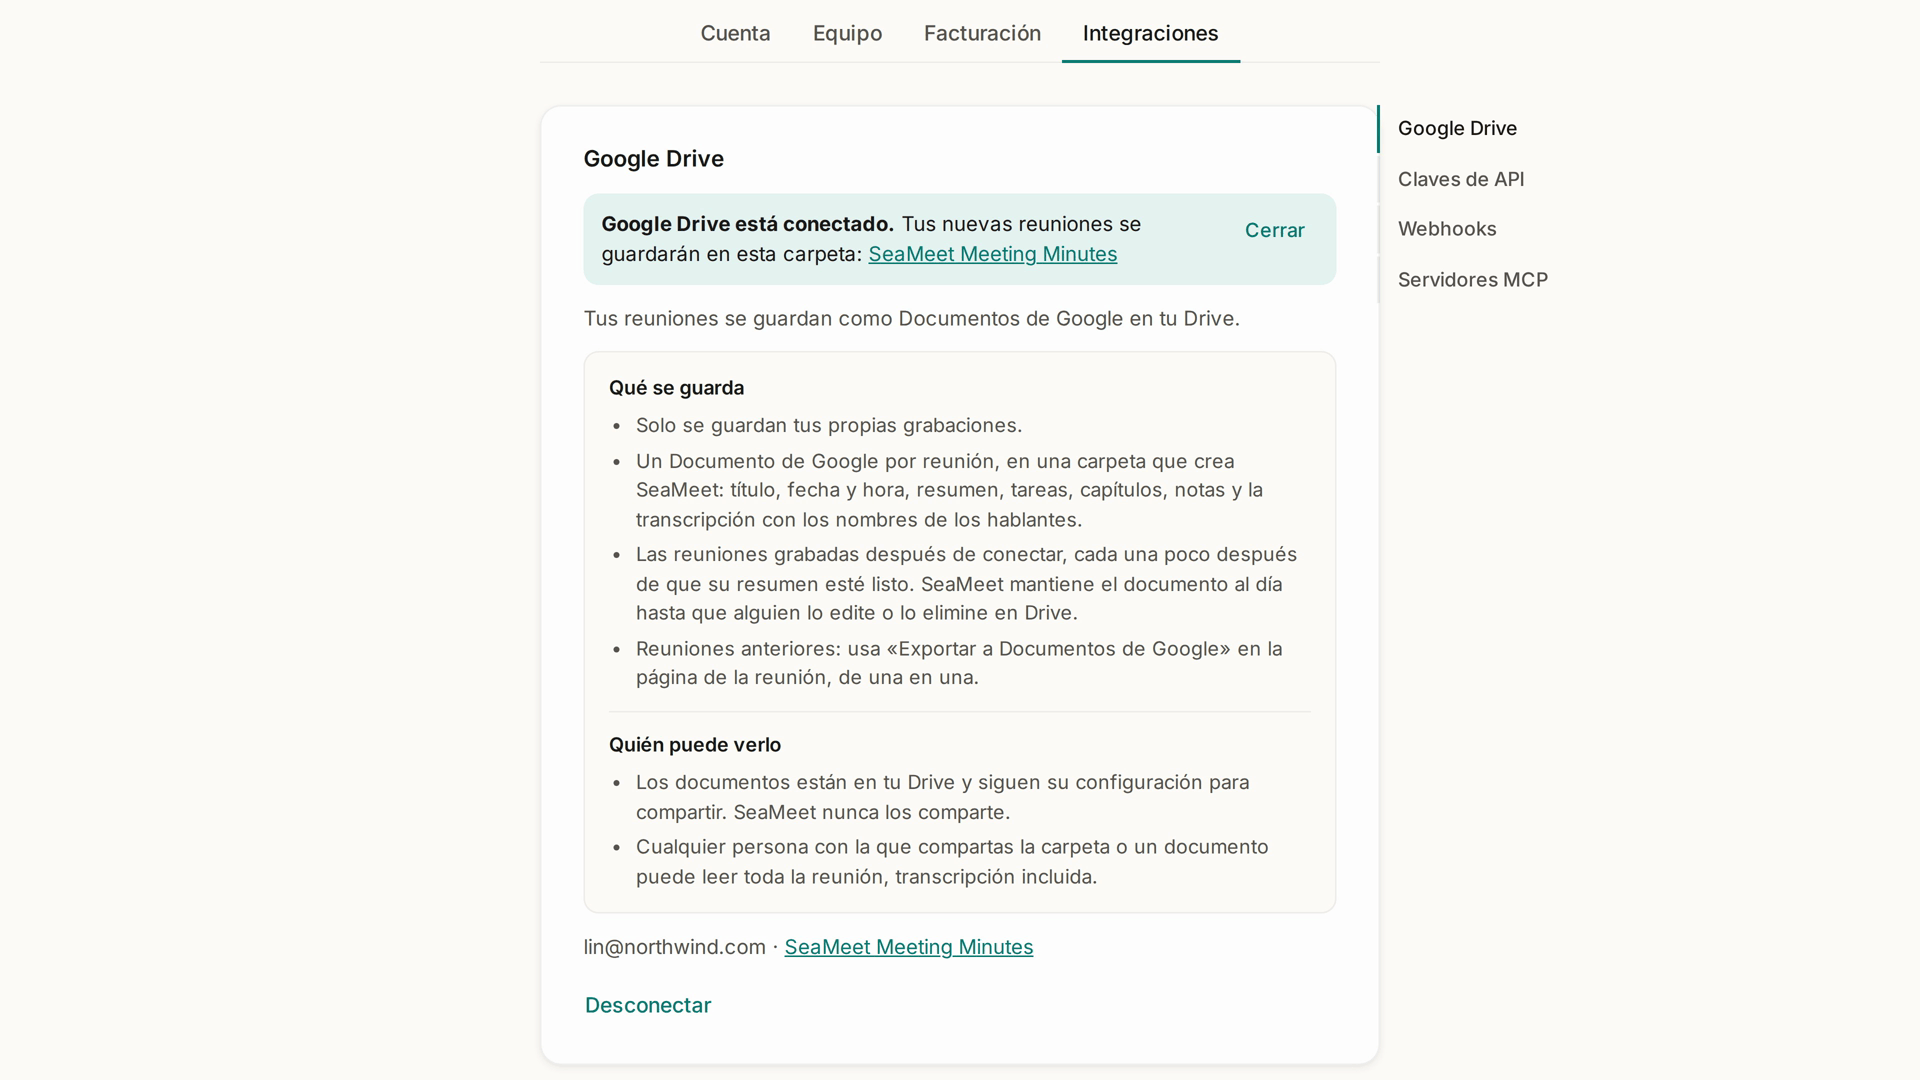 Cuenta
Equipo
Facturación
Integraciones
Google Drive
Google Drive está conectado. Tus nuevas reuniones se
guardarán en esta carpeta: SeaMeet Meeting Minutes
Cerrar
Tus reuniones se guardan como Documentos de Google en tu Drive.
Qué se guarda
• Solo se guardan tus propias grabaciones.
• Un Documento de Google por reunión, en una carpeta que crea
SeaMeet: título, fecha y hora, resumen, tareas, capítulos, notas y la
transcripción con los nombres de los hablantes.
• Las reuniones grabadas después de conectar, cada una poco después
de que su resumen esté listo. SeaMeet mantiene el documento al día
hasta que alguien lo edite o lo elimine en Drive.
• Reuniones anteriores: usa «Exportar a Documentos de Google» en la
página de la reunión, de una en una.
Quién puede verlo
• Los documentos están en tu Drive y siguen su configuración para
compartir. SeaMeet nunca los comparte.
• Cualquier persona con la que compartas la carpeta o un documento
puede leer toda la reunión, transcripción incluida.
lin@northwind.com · SeaMeet Meeting Minutes
Desconectar
Google Drive
Claves de API
Webhooks
Servidores MCP